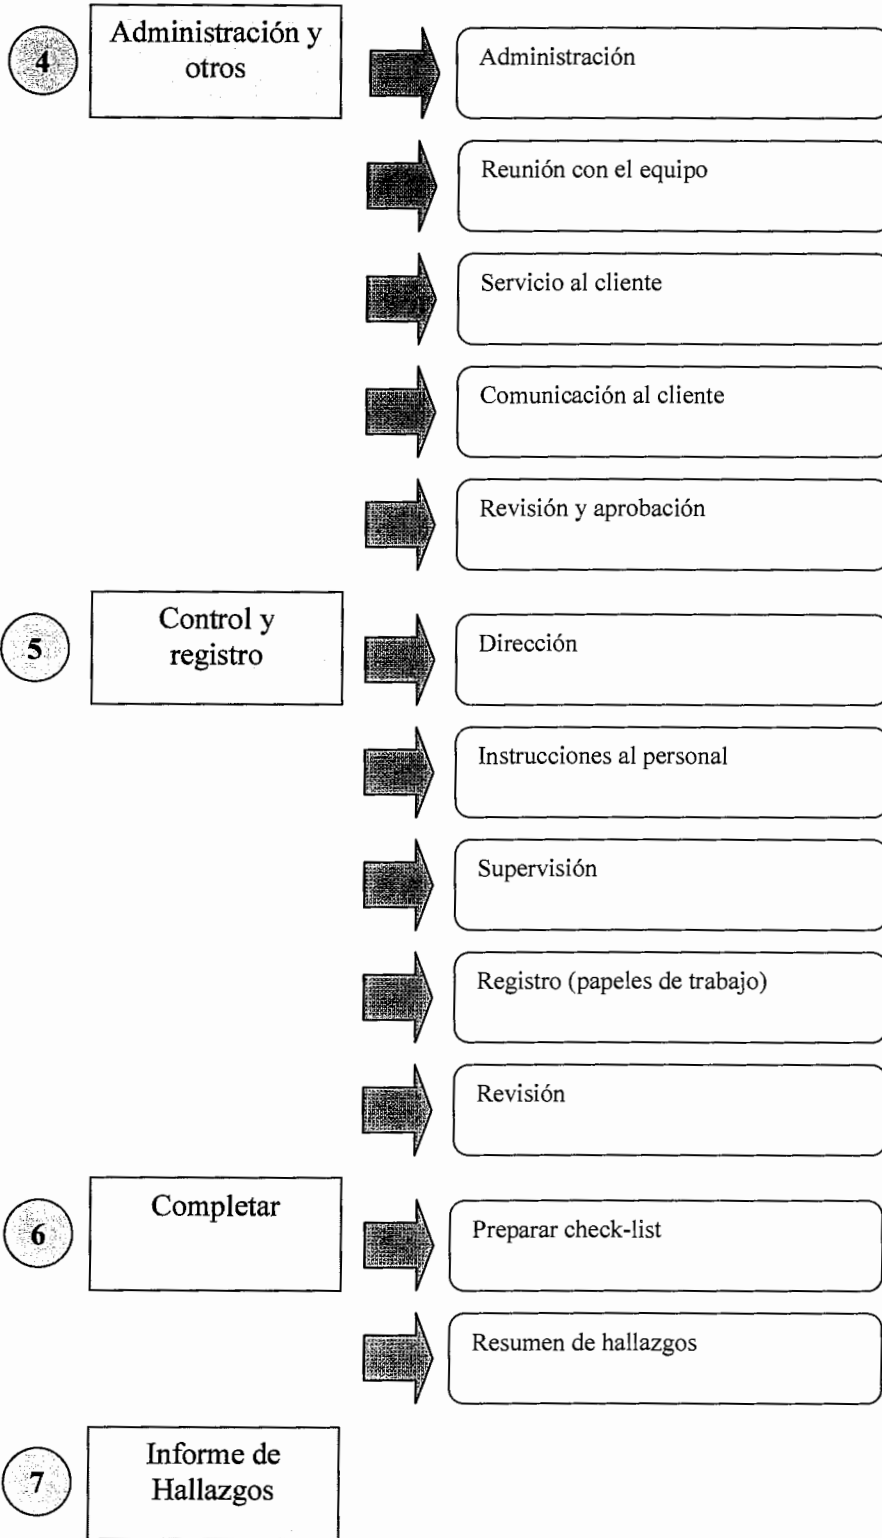 4
Administración y
otros
Administración
Reunión con el equipo
Servicio al cliente
Comunicación al cliente
Revisión y aprobación
5
Control y
registro
Dirección
Instrucciones al personal
Supervisión
Registro (papeles de trabajo)
Revisión
6
Completar
Preparar check-list
Resumen de hallazgos
7
Informe de
Hallazgos